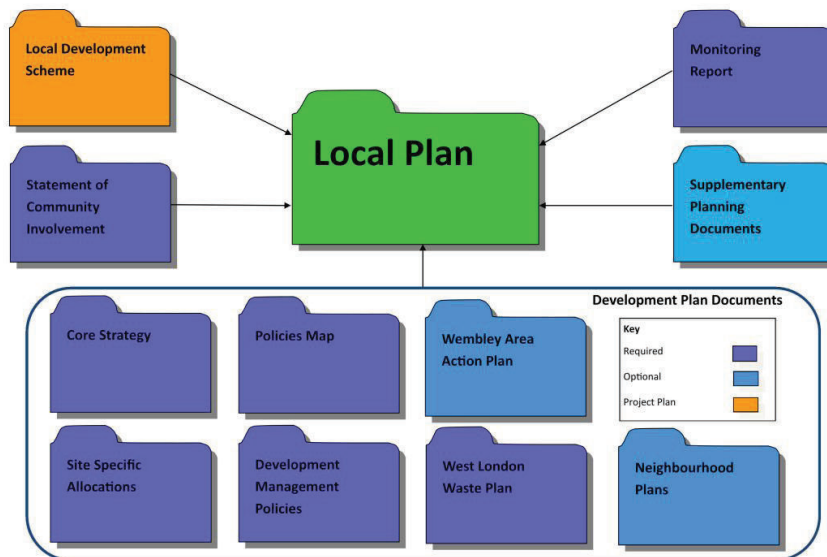 Local Development
Scheme
Monitoring
Report
Local Plan
Statement of
Community
Involvement
Supplementary
Planning
Documents
Development Plan Documents
Core Strategy
Policies Map
Wembley Area
Action Plan
Key
Required
Optional
Project Plan
Site Specific
Allocations
Development
Management
Policies
West London
Waste Plan
Neighbourhood
Plans